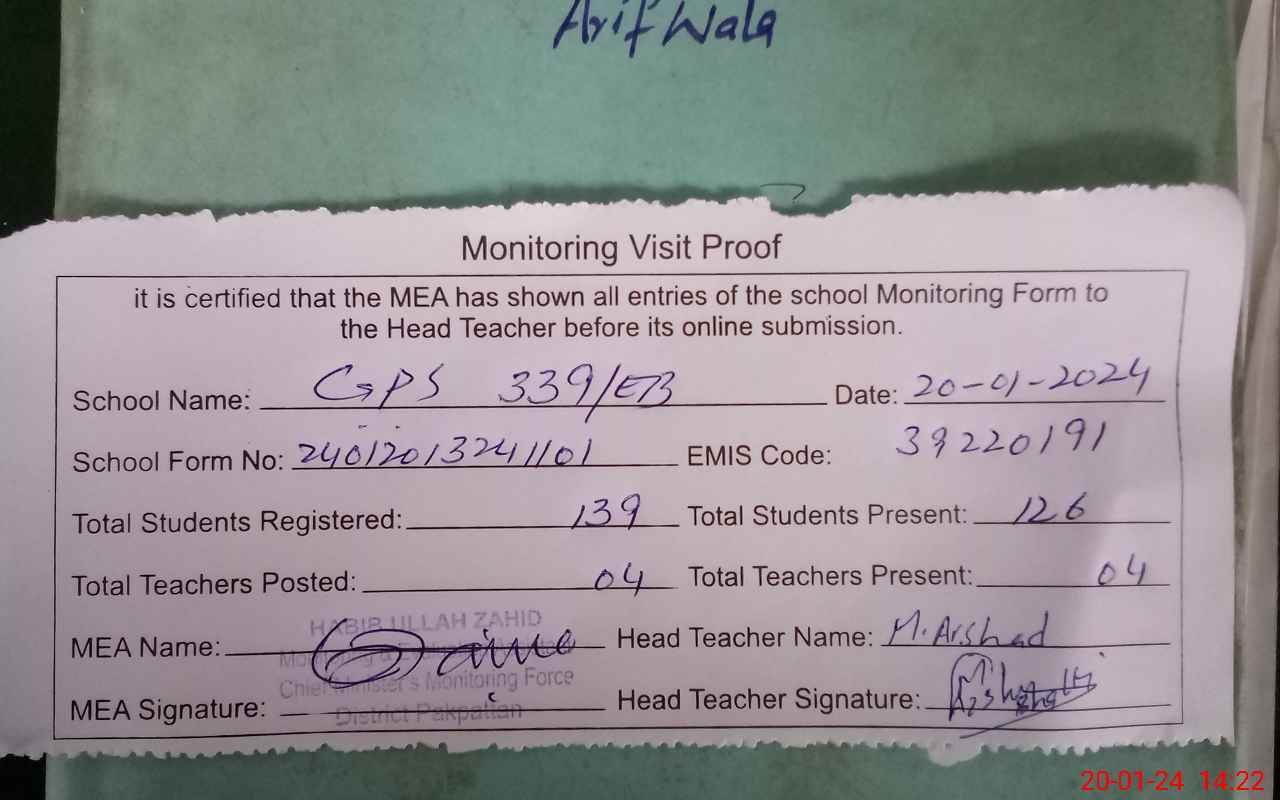 Arifwala
Monitoring Visit Proof
it is certified that the MEA has shown all entries of the school Monitoring Form to
the Head Teacher before its online submission.
School Name: GPS 339/EB Date: 20-01-2024
School Form No: 24012013241101 EMIS Code: 39220191
Total Students Registered: 139 Total Students Present: 126
Total Teachers Posted: 04 Total Teachers Present: 04
HABIB ULLAH ZAHID
MEA Name: Head Teacher Name: M. Arshad
Chief Minister's Monitoring Force
MEA Signature: Head Teacher Signature:
District Pakpattan
20-01-24 14:22